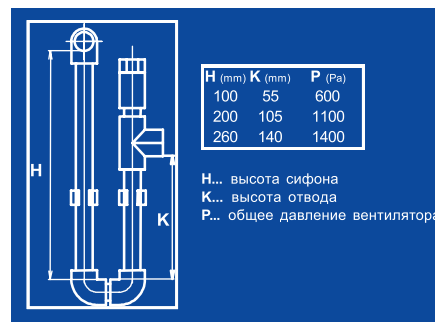 H (mm) K (mm) P (Pa)
100 55 600
200 105 1100
260 140 1400
H
K
H... высота сифона
K... высота отвода
P... общее давление вентилятора